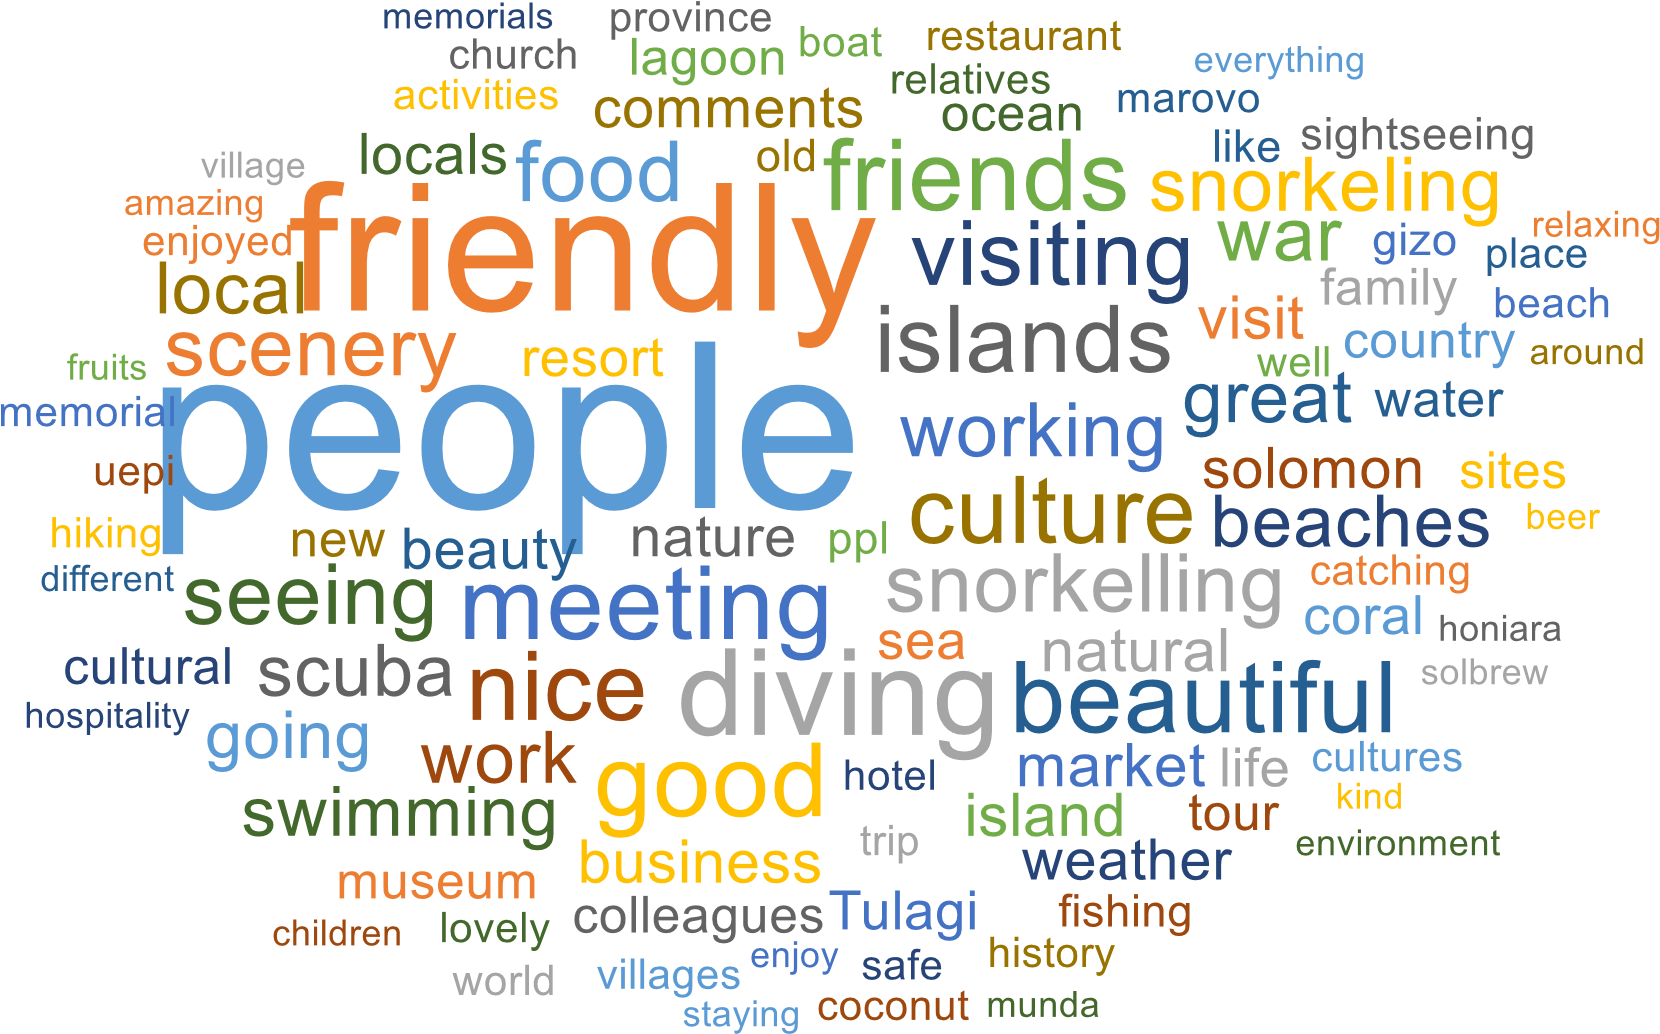 memorials province
church lagoon boat restaurant everything
activities comments relatives ocean marovo
village locals food old friends like sightseeing
amazing friendly snorkeling
enjoyed visiting war gizo relaxing
local islands place
scenery resort visit family beach
fruits people well country around
memorial working great water
uepi culture solomon sites
hiking new beauty nature ppl beaches beer
different seeing meeting snorkelling catching
coral honiara
cultural scuba nice sea natural solbrew
hospitality going diving beautiful
work good hotel market life cultures
swimming island tour kind
business trip weather environment
museum colleagues Tulagi fishing
children lovely enjoy safe history
world villages
staying coconut munda